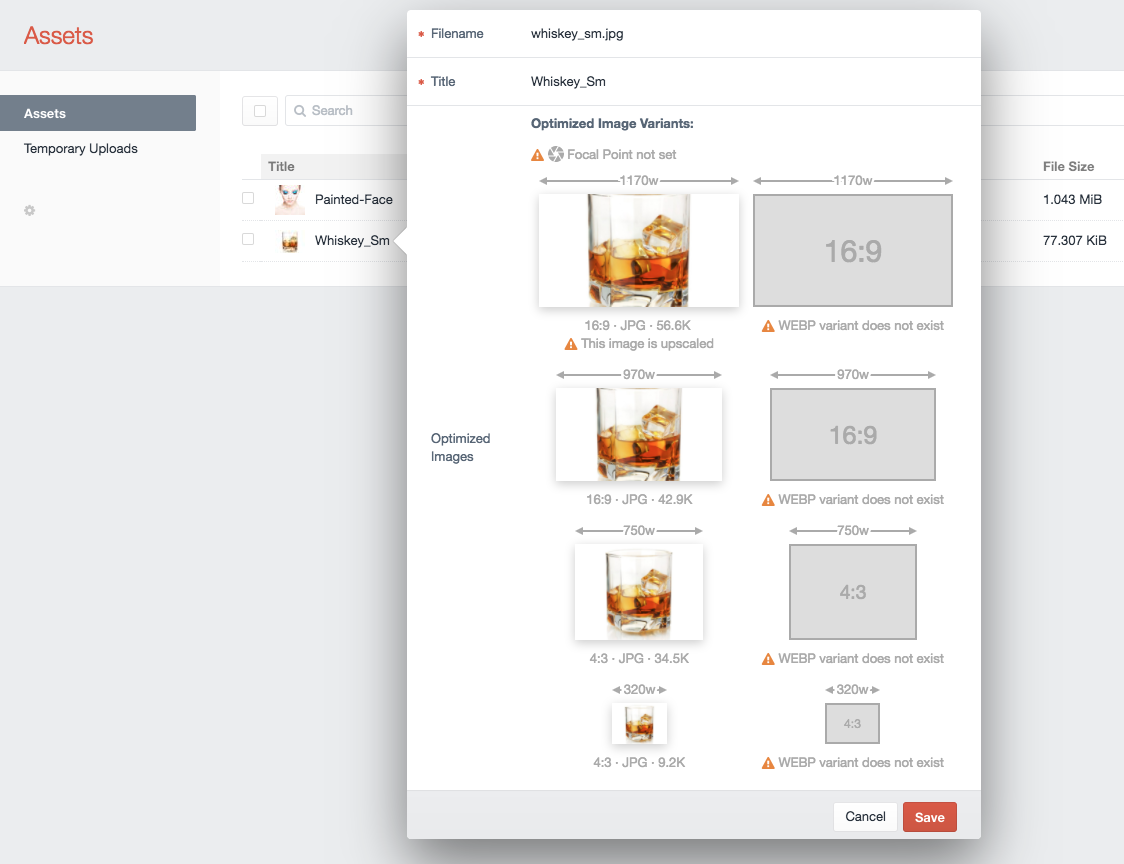 Assets
Assets
Temporary Uploads
Search
Title
File Size
Painted-Face
1.043 MiB
Whiskey_Sm
77.307 KiB
* Filename
whiskey_sm.jpg
* Title
Whiskey_Sm
Optimized Images
Optimized Image Variants:
Focal Point not set
1170w
1170w
16:9
16:9 · JPG · 56.6K
WEBP variant does not exist
This image is upscaled
970w
970w
16:9
16:9 · JPG · 42.9K
WEBP variant does not exist
750w
750w
4:3
4:3 · JPG · 34.5K
WEBP variant does not exist
320w
320w
4:3
4:3 · JPG · 9.2K
WEBP variant does not exist
Cancel
Save